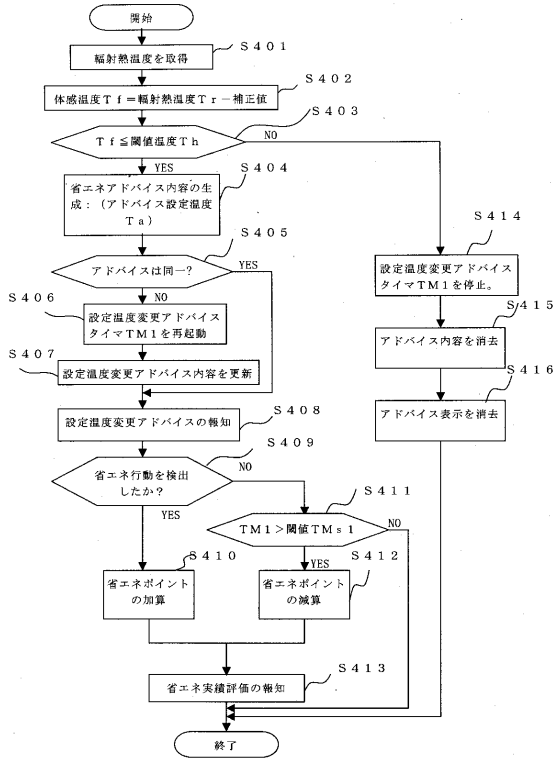 開始
S401
輻射熱温度を取得
S402
体感温度Tf＝輻射熱温度Tr－補正値
S403
Tf≦閾値温度Th
NO
YES
S404
省エネアドバイス内容の生
成：（アドバイス設定温度
Ta）
S405
アドバイスは同一？
YES
NO
S406
設定温度変更アドバイス
タイマTM1を再起動
S407
設定温度変更アドバイス内容を更新
S408
設定温度変更アドバイスの報知
S409
省エネ行動を検出
したか？
NO
YES
S411
TM1＞閾値TMs1
NO
YES
S410
省エネポイント
の加算
S412
省エネポイント
の減算
S413
省エネ実績評価の報知
S414
設定温度変更アドバイス
タイマTM1を停止。
S415
アドバイス内容を消去
S416
アドバイス表示を消去
終了